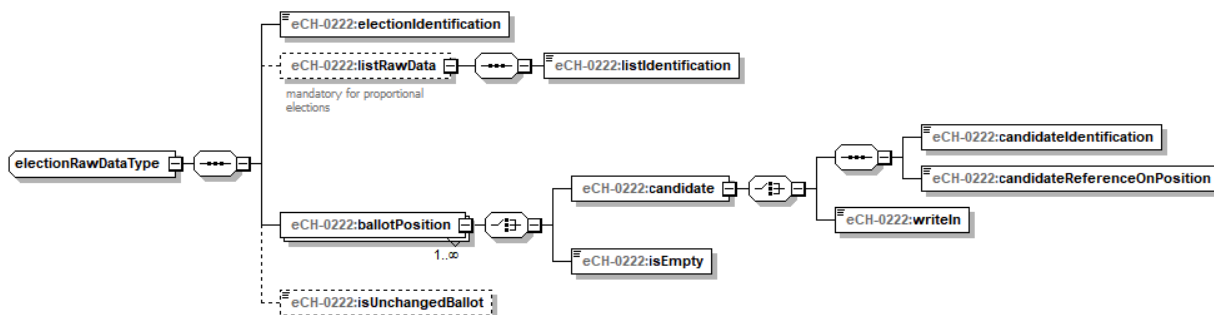 eCH-0222:electionIdentification
eCH-0222:listRawData
eCH-0222:listIdentification
mandatory for proportional
elections
electionRawDataType
eCH-0222:candidateIdentification
eCH-0222:candidate
eCH-0222:candidateReferenceOnPosition
eCH-0222:ballotPosition
eCH-0222:writeIn
1..∞
eCH-0222:isEmpty
eCH-0222:isUnchangedBallot